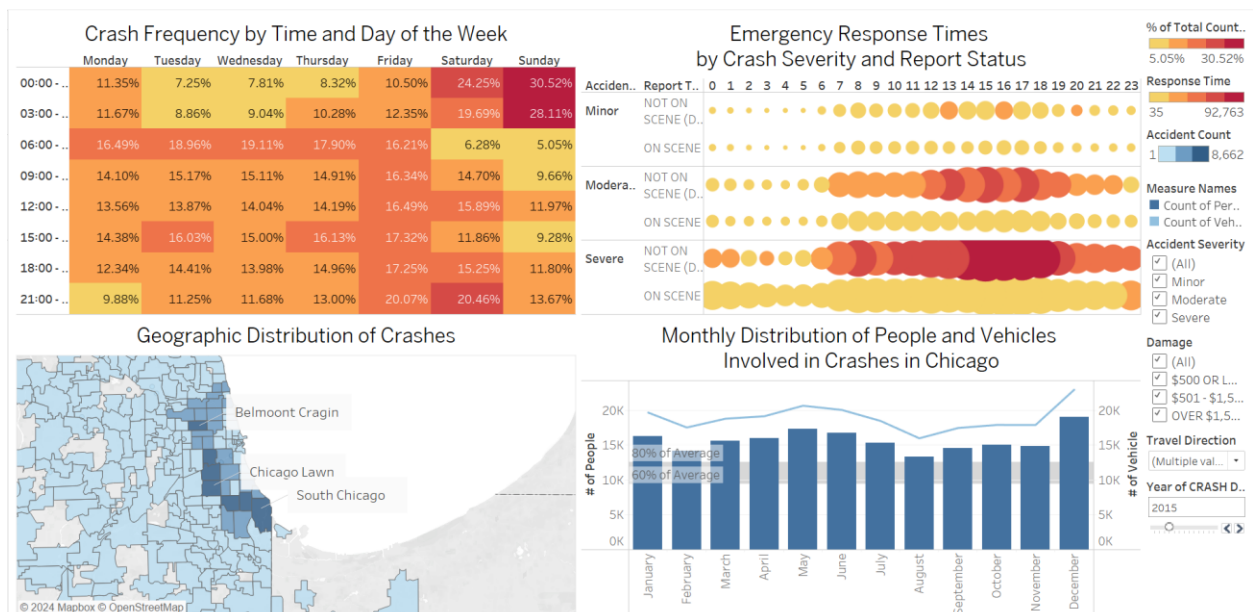 Crash Frequency by Time and Day of the Week
Monday Tuesday Wednesday Thursday Friday Saturday Sunday
00:00 - .. 11.35% 7.25% 7.81% 8.32% 10.50% 24.25% 30.52%
03:00 - .. 11.67% 8.86% 9.04% 10.28% 12.35% 19.69% 28.11%
06:00 - .. 16.49% 18.96% 19.11% 17.90% 16.21% 6.28% 5.05%
09:00 - .. 14.10% 15.17% 15.11% 14.91% 16.34% 14.70% 9.66%
12:00 - .. 13.56% 13.87% 14.04% 14.19% 16.49% 15.89% 11.97%
15:00 - .. 14.38% 16.03% 15.00% 16.13% 17.32% 11.86% 9.28%
18:00 - .. 12.34% 14.41% 13.98% 14.96% 17.25% 15.25% 11.80%
21:00 - .. 9.88% 11.25% 11.68% 13.00% 20.07% 20.46% 13.67%
Emergency Response Times
by Crash Severity and Report Status
Acciden.. Report T.. 0 1 2 3 4 5 6 7 8 9 10 11 12 13 14 15 16 17 18 19 20 21 22 23
Minor NOT ON
SCENE (D..
ON SCENE
Modera.. NOT ON
SCENE (D..
ON SCENE
Severe NOT ON
SCENE (D..
ON SCENE
% of Total Count..
5.05% 30.52%
Response Time
35 92,763
Accident Count
1 8,662
Measure Names
Count of Per..
Count of Veh..
Accident Severity
(All)
Minor
Moderate
Severe
Damage
(All)
$500 OR L...
$501 - $1,5...
OVER $1,5...
Travel Direction
(Multiple val...
Year of CRASH D..
2015
Geographic Distribution of Crashes
Belmoont Cragin
Chicago Lawn
South Chicago
© 2024 Mapbox © OpenStreetMap
Monthly Distribution of People and Vehicles
Involved in Crashes in Chicago
# of People
20K
15K
10K
5K
0K
80% of Average
60% of Average
20K
15K
10K
5K
0K
# of Vehicle
January February March April May June July August September October November December